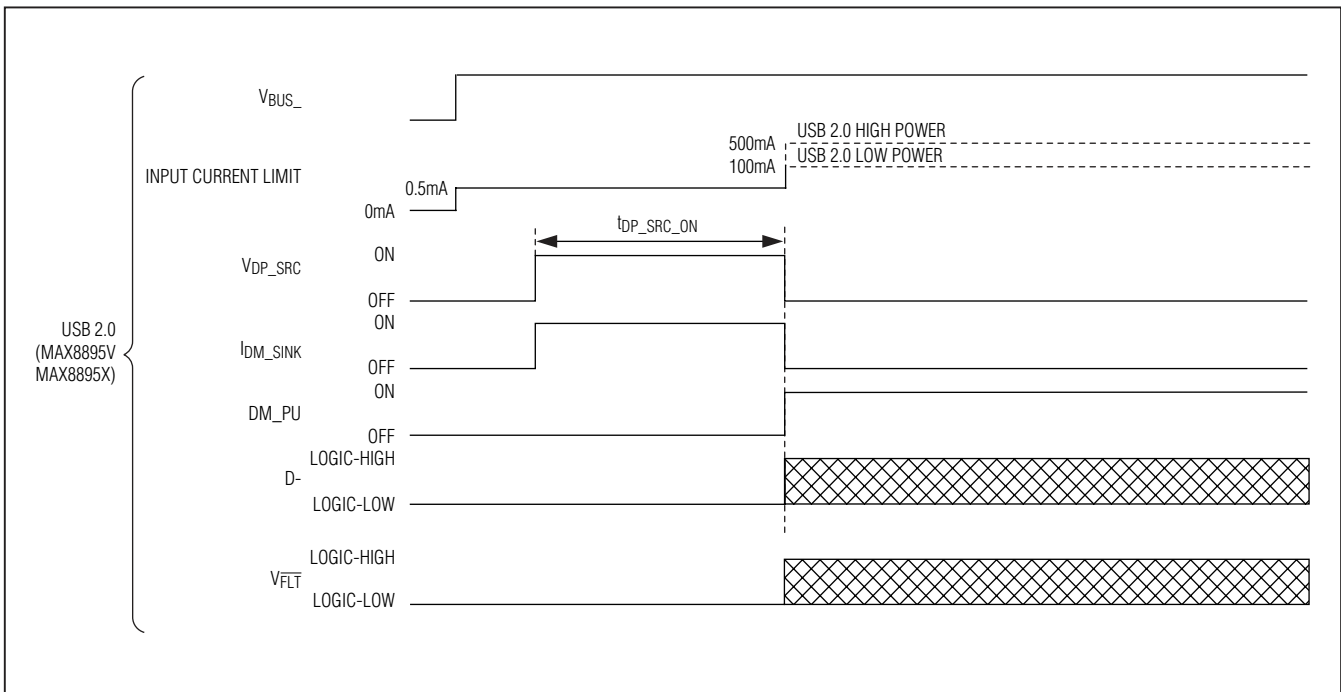 VBUS_
500mA USB 2.0 HIGH POWER
100mA USB 2.0 LOW POWER
INPUT CURRENT LIMIT
0.5mA
0mA
tDP_SRC_ON
ON
VDP_SRC
OFF
USB 2.0
(MAX8895V
MAX8895X)
ON
IDM_SINK
OFF
ON
DM_PU
OFF
LOGIC-HIGH
D-
LOGIC-LOW
LOGIC-HIGH
VF̅L̅T̅
LOGIC-LOW